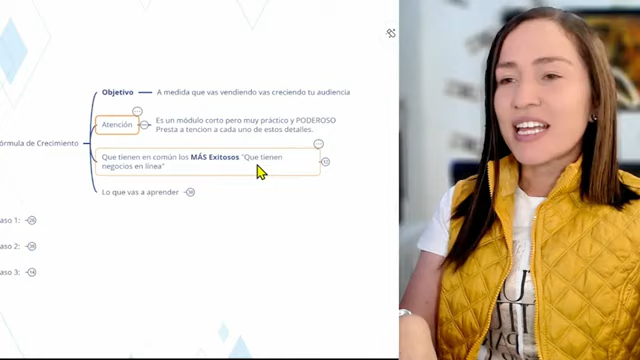 Objetivo
A medida que vas vendiendo vas creciendo tu audiencia
Atención
Es un módulo corto pero muy práctico y PODEROSO
Presta a tencion a cada uno de estos detalles.
órmula de Crecimiento
Que tienen en común los MÁS Exitosos "Que tienen
negocios en línea"
Lo que vas a aprender
aso 1:
aso 2:
aso 3: